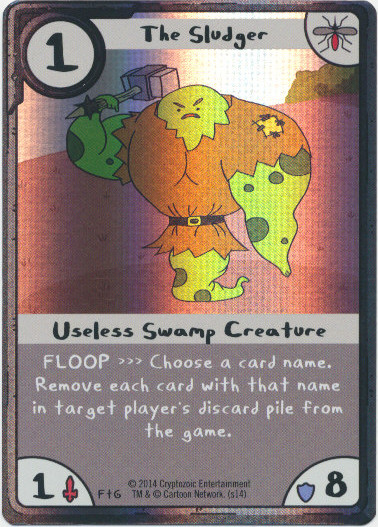 1
The Sludger
Useless Swamp Creature
FLOOP >>> Choose a card name.
Remove each card with that name
in target player's discard pile from
the game.
1
FtG
© 2014 Cryptozoic Entertainment
TM & © Cartoon Network. (s14)
8